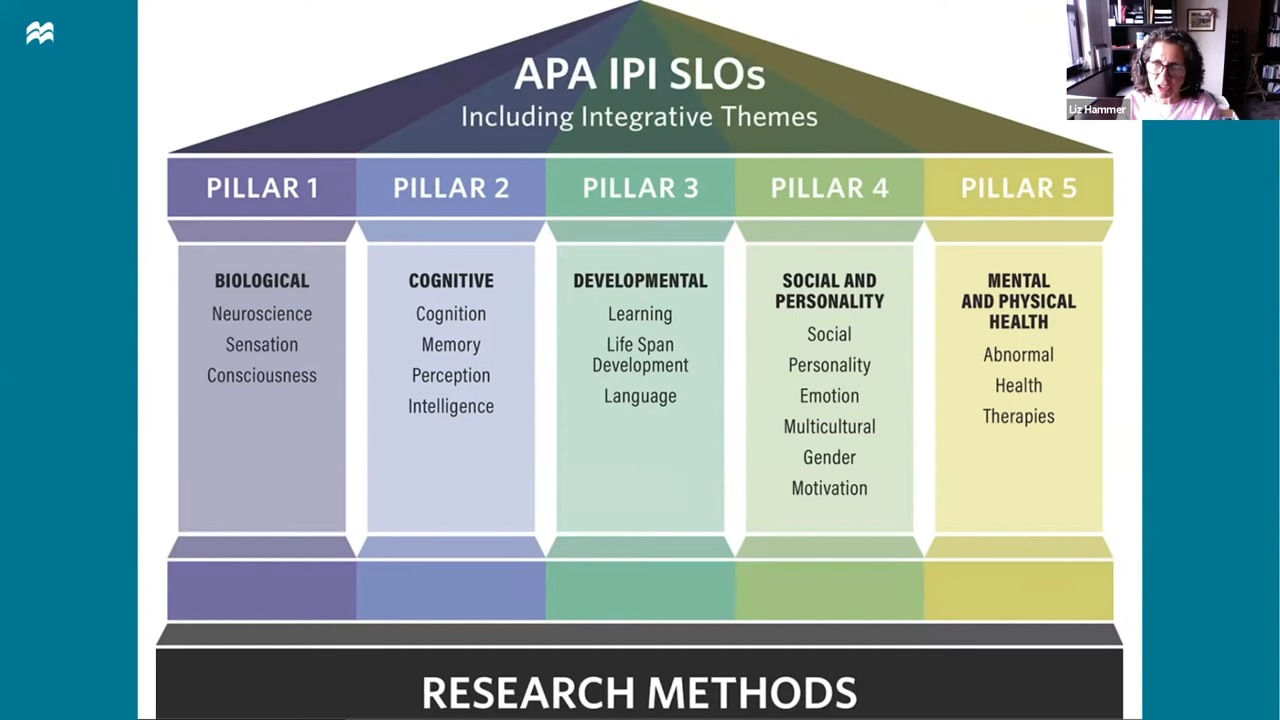 APA IPI SLOs
Including Integrative Themes
Liz Hammer
PILLAR 1
PILLAR 2
PILLAR 3
PILLAR 4
PILLAR 5
BIOLOGICAL
Neuroscience
Sensation
Consciousness
COGNITIVE
Cognition
Memory
Perception
Intelligence
DEVELOPMENTAL
Learning
Life Span
Development
Language
SOCIAL AND
PERSONALITY
Social
Personality
Emotion
Multicultural
Gender
Motivation
MENTAL
AND PHYSICAL
HEALTH
Abnormal
Health
Therapies
RESEARCH METHODS